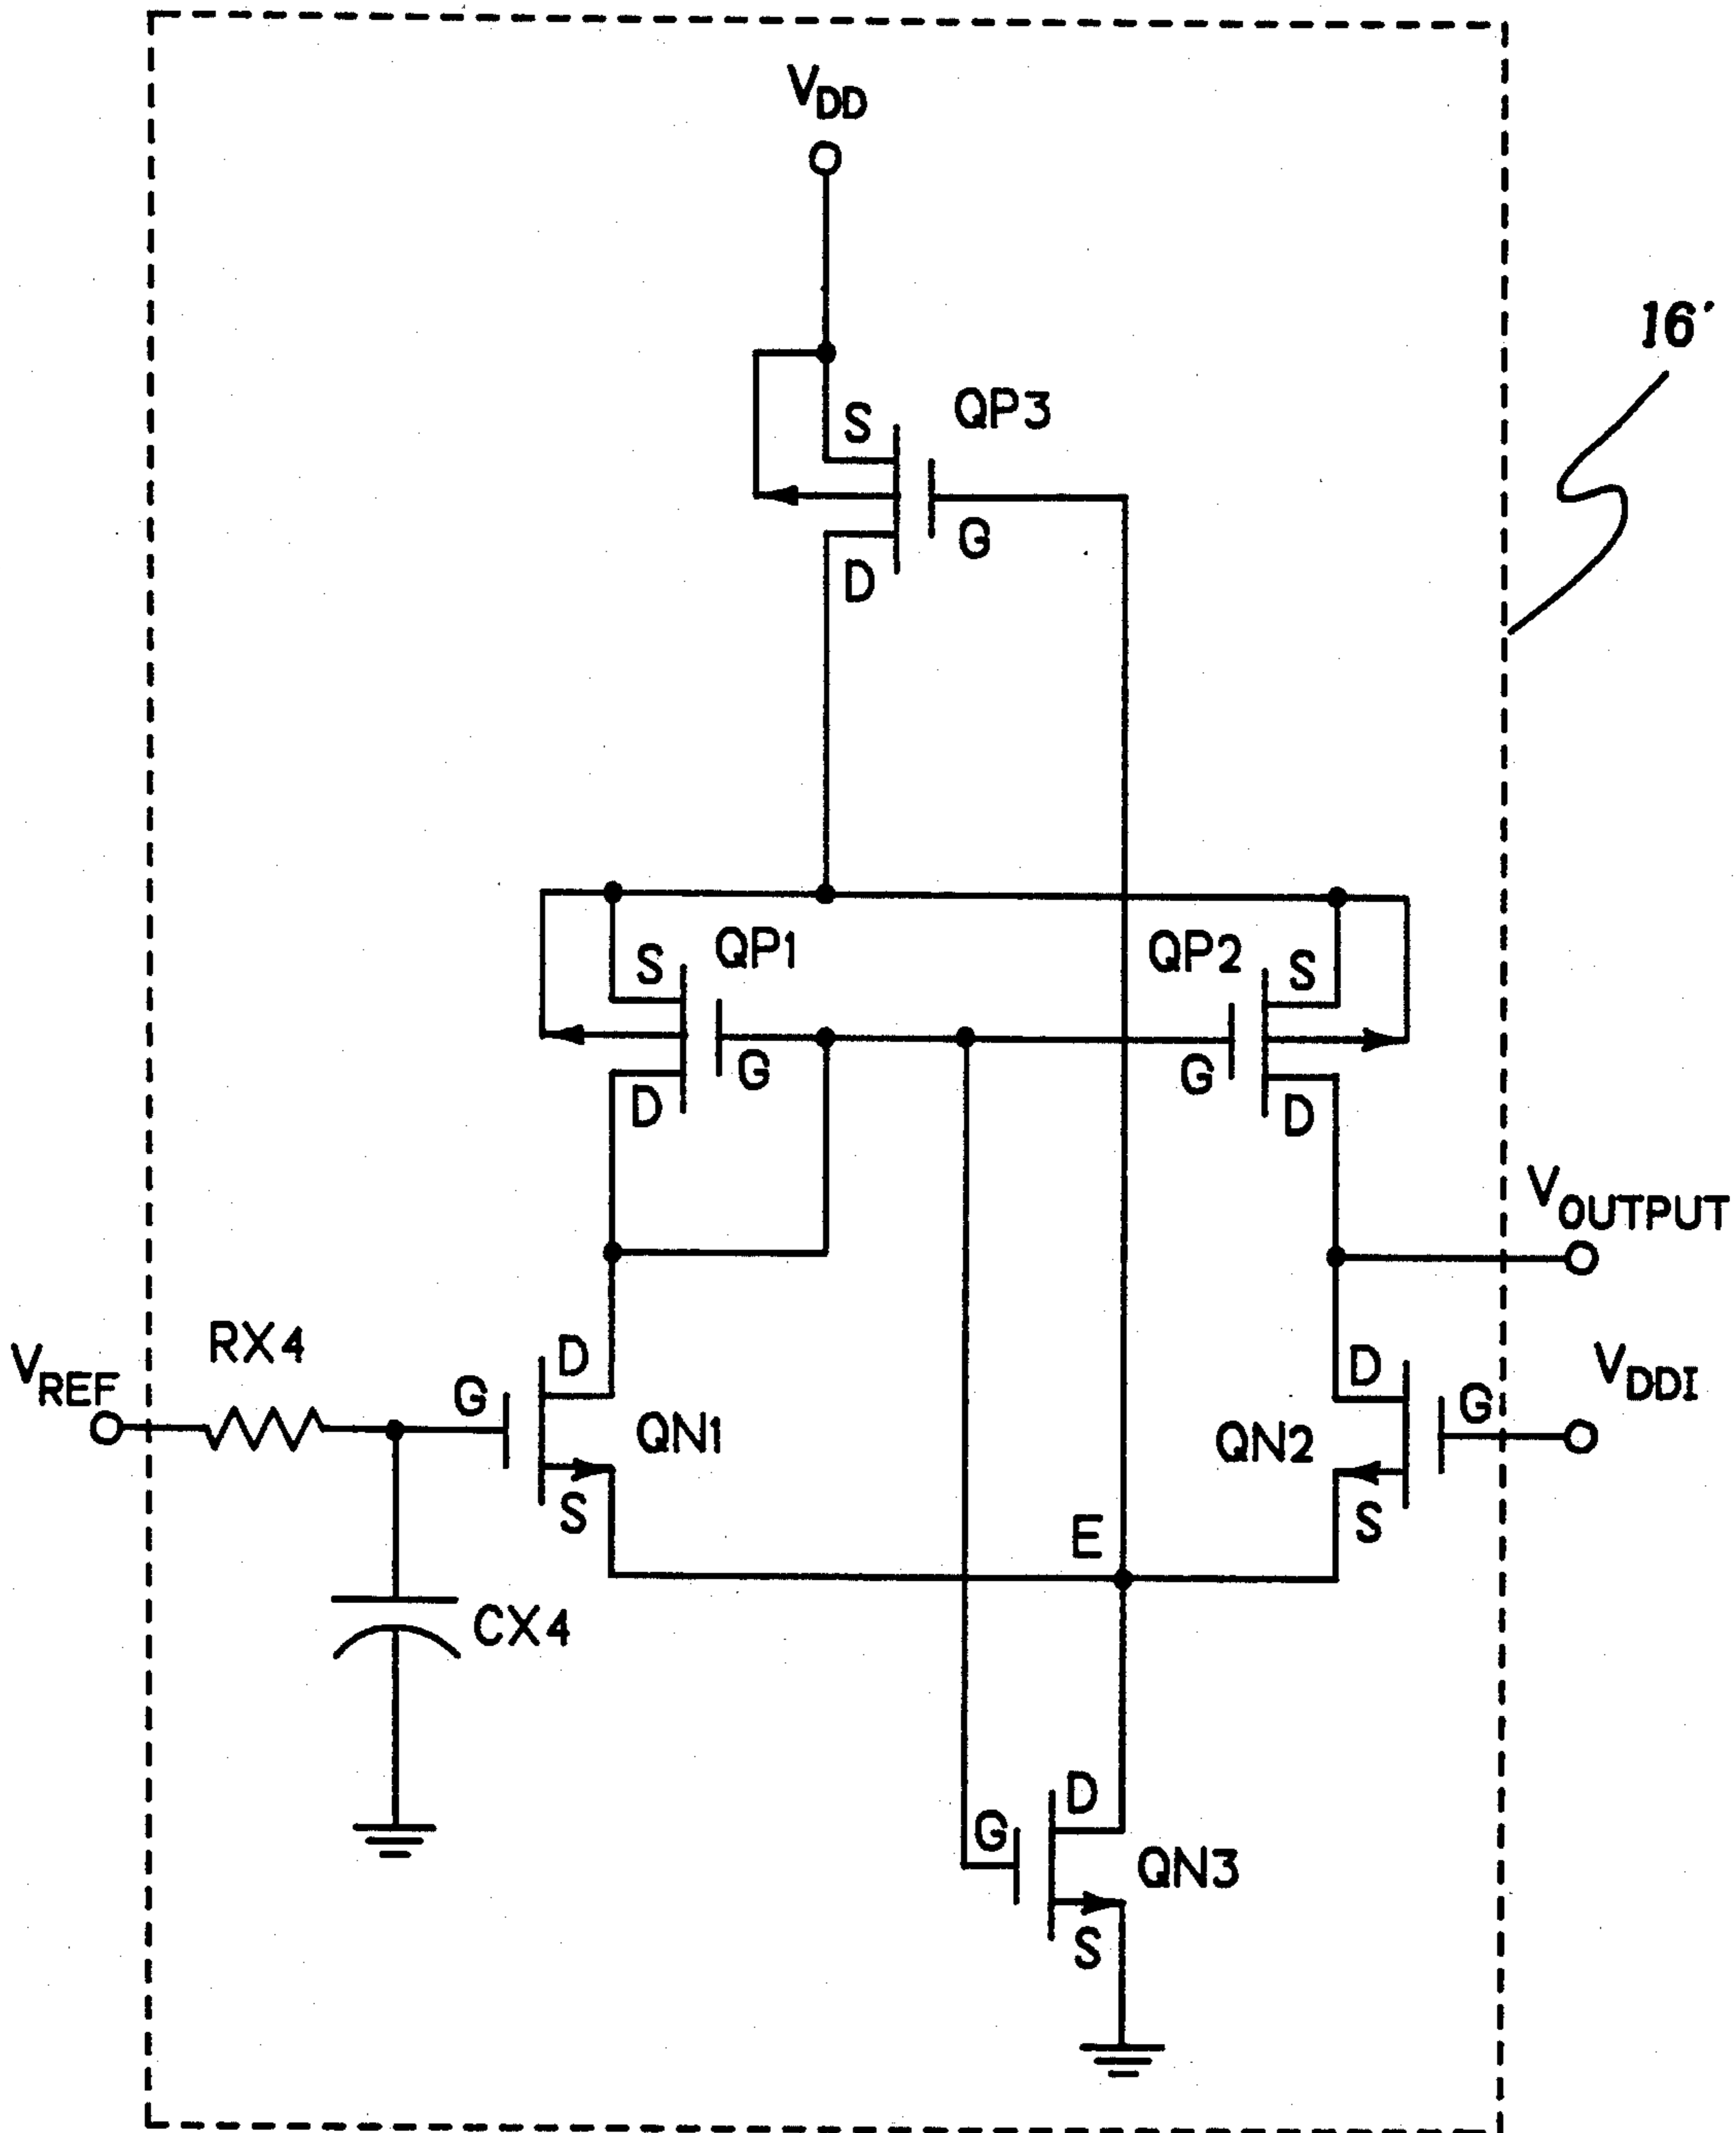 VDD
16'
S
QP3
G
D
QP1
QP2
S
S
G
G
D
D
VOUTPUT
VREF
RX4
D
D
VDDI
G
G
QN1
QN2
S
S
E
CX4
D
G
QN3
S